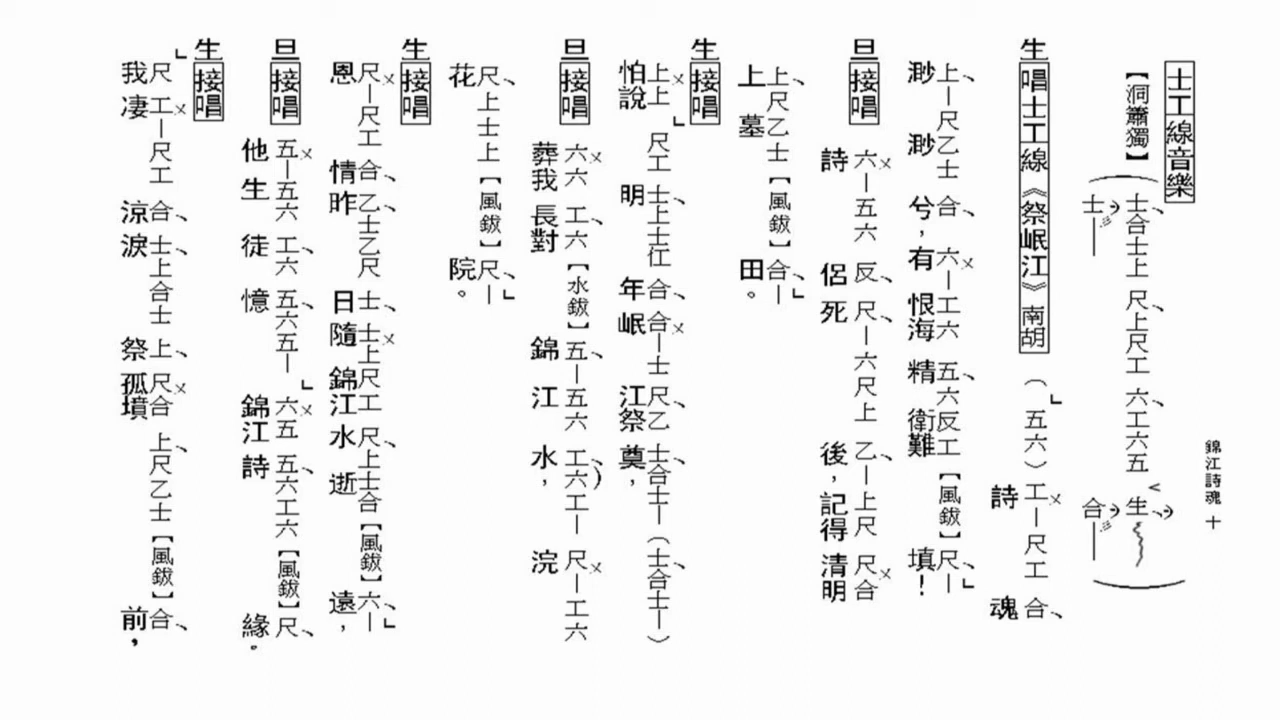 錦江詩魂 十
士工線音樂
【洞簫獨】
（士合士上 尺上尺工 六工六五 生
士｜ 合｜）
生 唱士工線《祭岷江》南胡（五六）工｜尺工 合
詩 魂
上｜尺乙士 合 六｜工六 五六反工【風鈸】尺｜
渺 渺 兮，有 恨海 精 衛難 填！
旦 接唱 六｜五六 反 尺｜六尺上 乙｜上尺 尺合
詩 侶 死 後，記得 清明
上尺乙士【風鈸】合｜
上 墓 田。
生 接唱 上上 尺工 士上士仜 合 合｜士 尺乙 士合士｜（士合士｜）
怕說 明 年 岷 江祭 奠，
旦 接唱 六六 工六【水鈸】五｜五六 工六工｜ 尺｜工六
葬我 長對 錦 江 水， 浣
尺上士上【風鈸】尺｜
花 院。
生 接唱 尺｜尺工 合 乙士乙尺 士 士上尺工 尺上士合【風鈸】六｜
恩 情 昨 日 隨 錦江 水 逝 遠，
旦 接唱 五｜五六 工六 五六五｜ 六五 五六工六【風鈸】尺
他 生 徒 憶 錦江 詩 緣。
生 接唱 尺 工｜尺工 合 士上合士 上 尺合 上尺乙士【風鈸】合
我 凄 涼 淚 祭 孤墳 前，